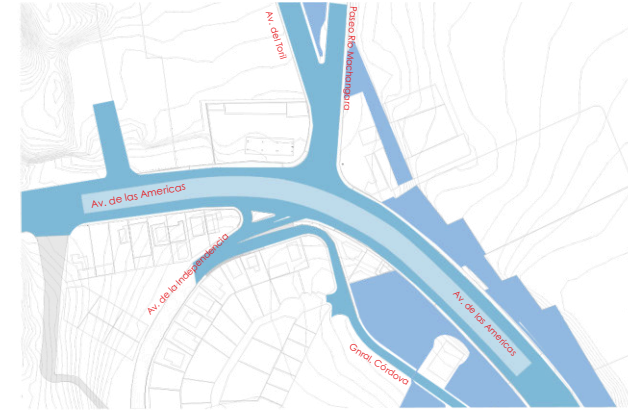 Av. del Toril
Paseo Río Machangara
Av. de las Americas
Av. de la Independencia
Av. de las Americas
Gnral. Córdova